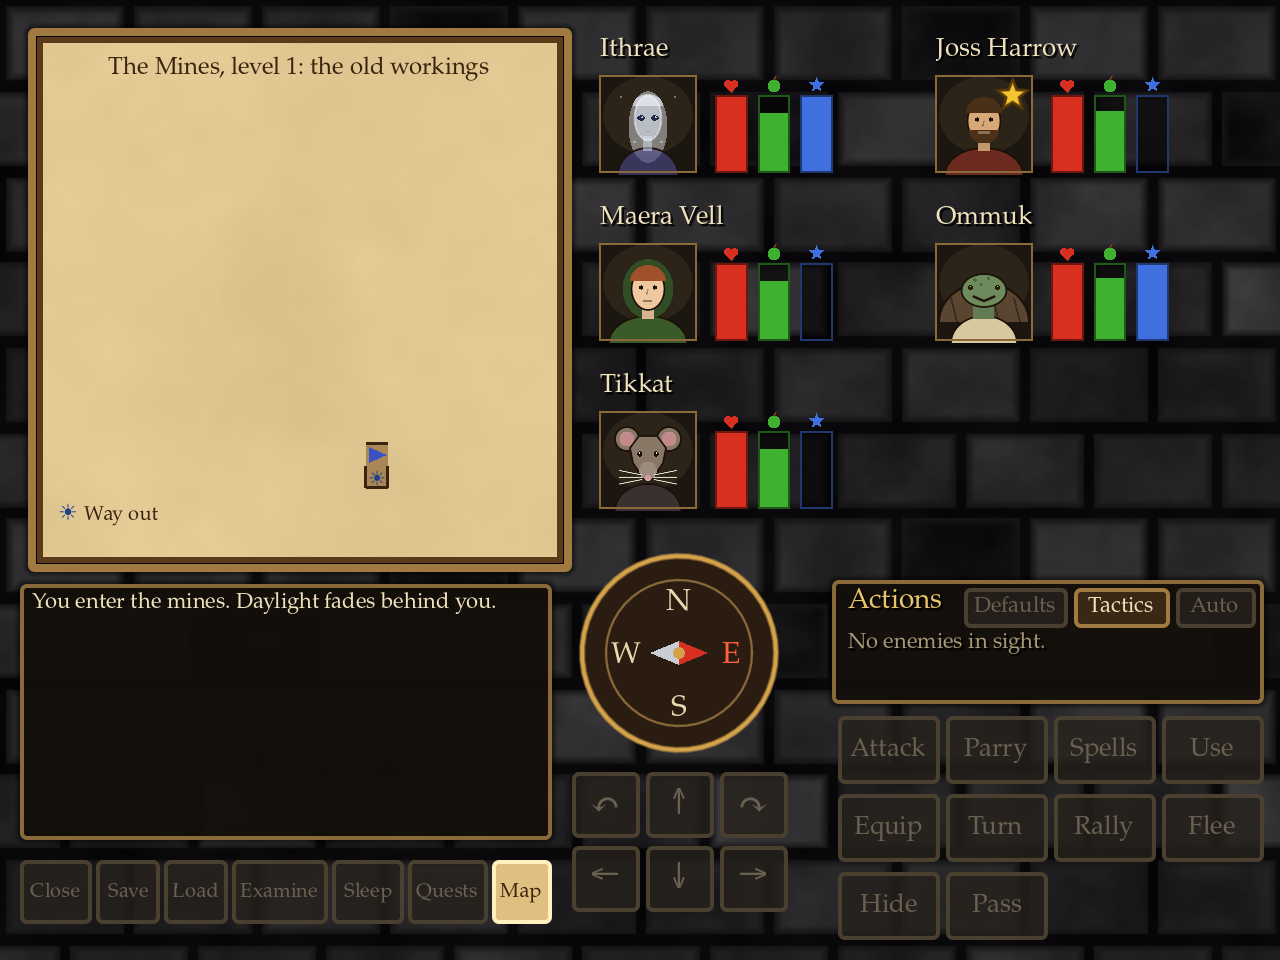 The Mines, level 1: the old workings
Way out
Ithrae
Joss Harrow
Maera Vell
Ommuk
Tikkat
You enter the mines. Daylight fades behind you.
N
W
E
S
Actions
Defaults
Tactics
Auto
No enemies in sight.
Attack
Parry
Spells
Use
Equip
Turn
Rally
Flee
Hide
Pass
Close
Save
Load
Examine
Sleep
Quests
Map